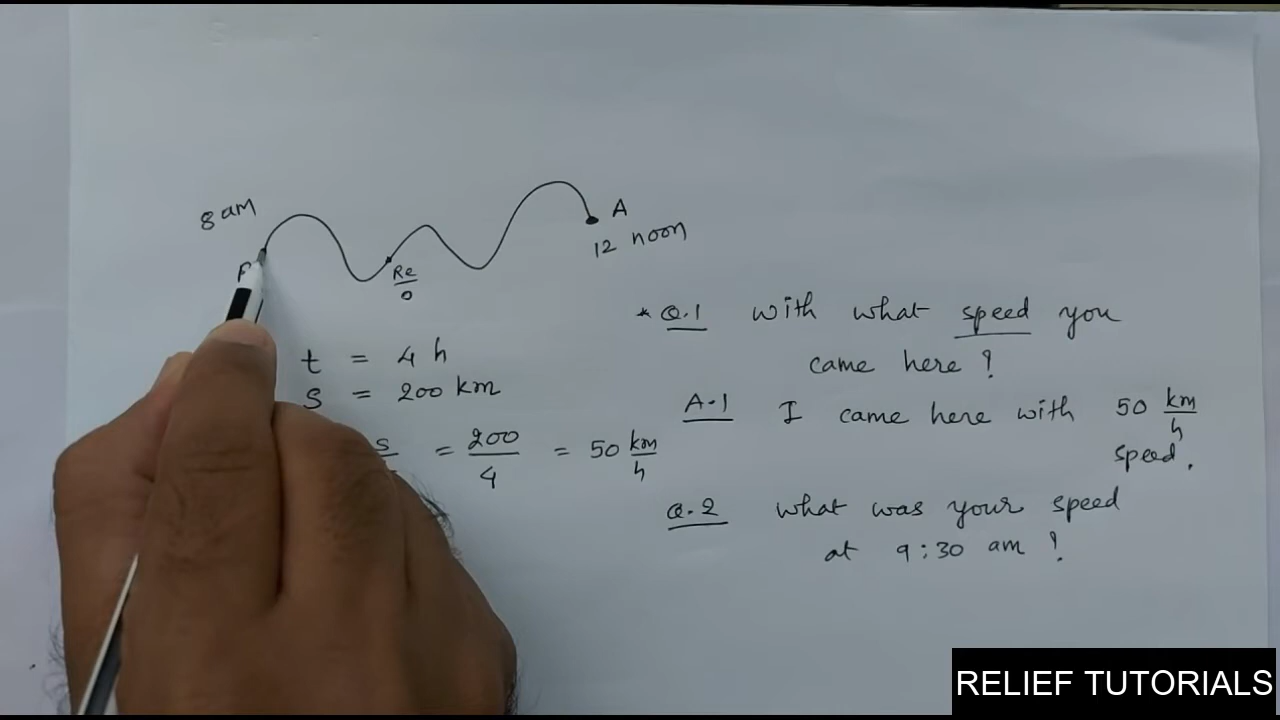 8 am
A
12 noon
Re
0
t = 4 h
s = 200 km
s = 200 = 50 km
4 h
* Q.1 with what speed you
came here ?
A.1 I came here with 50 km
h
speed.
Q.2 what was your speed
at 9:30 am ?
RELIEF TUTORIALS